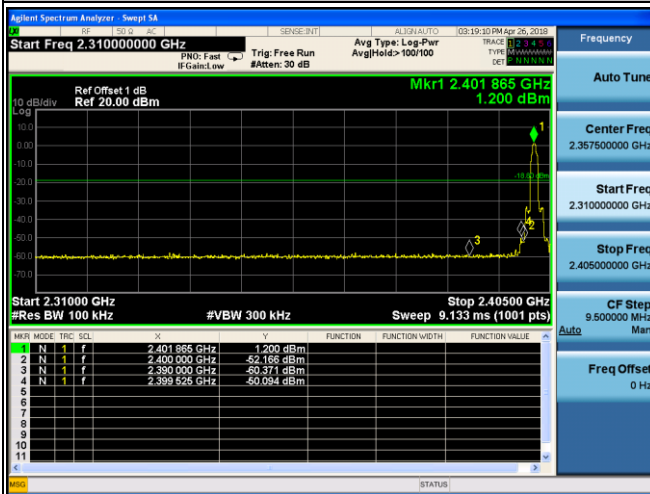 Agilent Spectrum Analyzer - Swept SA
RF 50 Ω AC SENSE:INT ALIGN AUTO 03:19:10 PM Apr 26, 2018
Start Freq 2.310000000 GHz
PNO: Fast
IFGain:Low
Trig: Free Run
#Atten: 30 dB
Avg Type: Log-Pwr
Avg|Hold:> 100/100
TRACE 1 2 3 4 5 6
TYPE M
DET P N N N N N
Frequency
Auto Tune
Center Freq
2.357500000 GHz
Start Freq
2.310000000 GHz
Stop Freq
2.405000000 GHz
CF Step
9.500000 MHz
Auto Man
Freq Offset
0 Hz
Ref Offset 1 dB
Ref 20.00 dBm
10 dB/div
Log
Mkr1 2.401 865 GHz
1.200 dBm
10.0
0.00
-10.0
-20.0
-30.0
-40.0
-50.0
-60.0
-70.0
1
2
3
Start 2.31000 GHz
#Res BW 100 kHz
#VBW 300 kHz
Stop 2.40500 GHz
Sweep 9.133 ms (1001 pts)
MKR MODE TRC SCL X Y FUNCTION FUNCTION WIDTH FUNCTION VALUE
1 N 1 f 2.401 865 GHz 1.200 dBm
2 N 1 f 2.400 000 GHz -52.166 dBm
3 N 1 f 2.390 000 GHz -60.371 dBm
4 N 1 f 2.399 525 GHz -50.094 dBm
5
6
7
8
9
10
11
MSG
STATUS